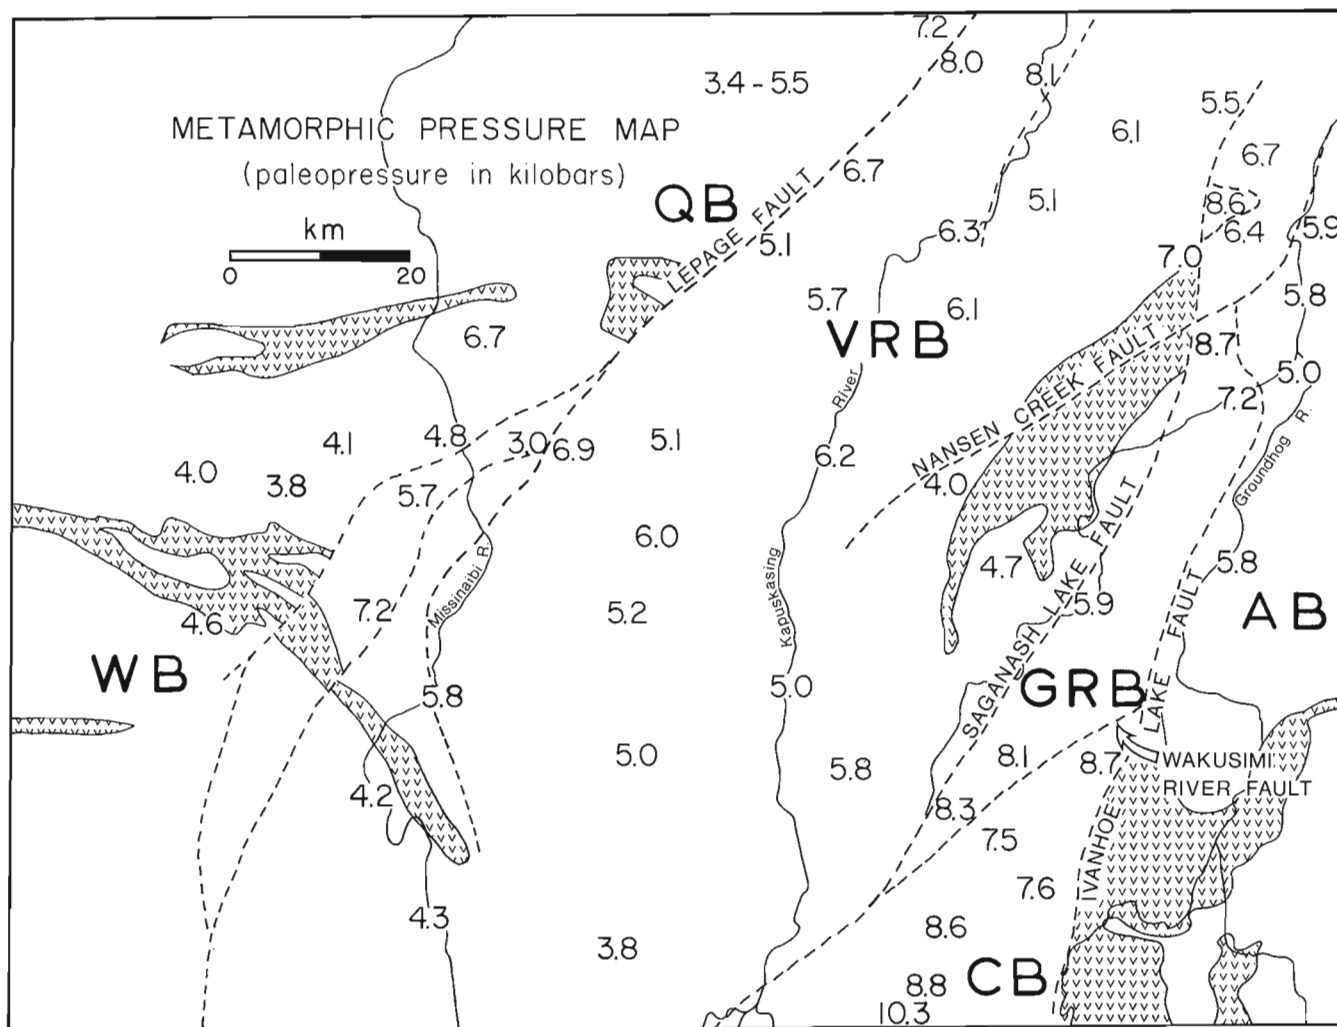 7.2
8.0
8.1
3.4 - 5.5
5.5
METAMORPHIC PRESSURE MAP
6.1
6.7
(paleopressure in kilobars)
6.7
QB
LEPAGE FAULT
5.1
8.6
km
5.1
6.3
6.4
5.9
0 20
7.0
5.7
6.1
5.8
6.7
VRB
8.7
NANSEN CREEK FAULT
River
5.0
7.2
4.1
4.8
3.0
6.9
5.1
6.2
Groundhog R.
4.0
3.8
5.7
4.0
6.0
Missinaibi R.
4.7
5.8
Kapuskasing
7.2
5.2
5.9
4.6
AB
WB
SAGANASH LAKE FAULT
GRB
5.8
5.0
IVANHOE LAKE FAULT
5.0
5.8
8.1
8.7
WAKUSIMI
RIVER FAULT
4.2
8.3
7.5
7.6
4.3
3.8
8.6
CB
8.8
10.3